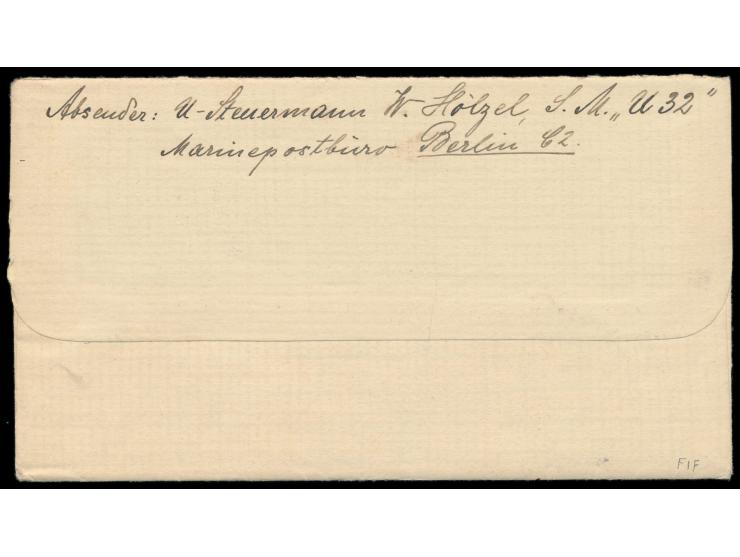 Absender: U-Steuermann W. Hölzel, S. M. „U 32"
Marinepostbüro Berlin C2.
F1F